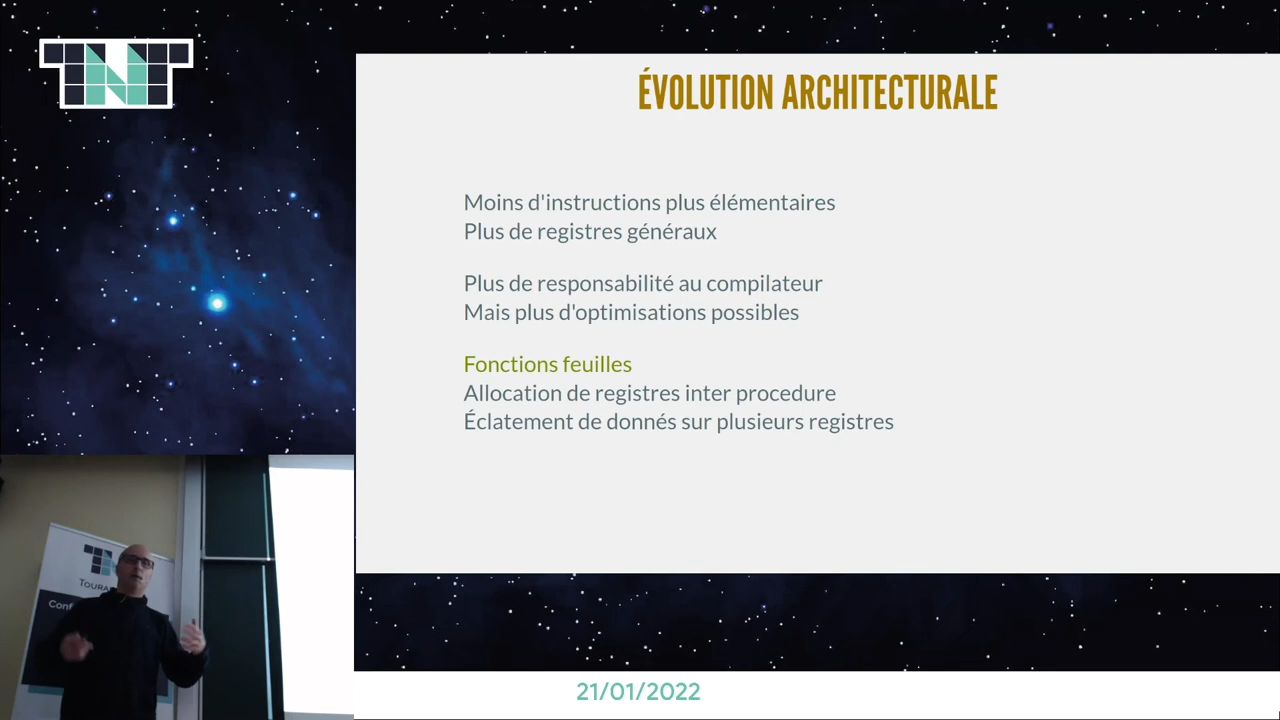 TNT
ÉVOLUTION ARCHITECTURALE
Moins d'instructions plus élémentaires
Plus de registres généraux
Plus de responsabilité au compilateur
Mais plus d'optimisations possibles
Fonctions feuilles
Allocation de registres inter procedure
Éclatement de donnés sur plusieurs registres
21/01/2022